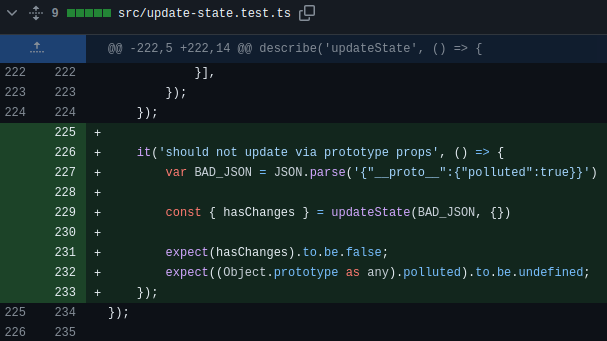 9 src/update-state.test.ts
@@ -222,5 +222,14 @@ describe('updateState', () => {
222 222 }],
223 223 });
224 224 });
225 +
226 + it('should not update via prototype props', () => {
227 + var BAD_JSON = JSON.parse('{"__proto__":{"polluted":true}}')
228 +
229 + const { hasChanges } = updateState(BAD_JSON, {})
230 +
231 + expect(hasChanges).to.be.false;
232 + expect((Object.prototype as any).polluted).to.be.undefined;
233 + });
225 234 });
226 235